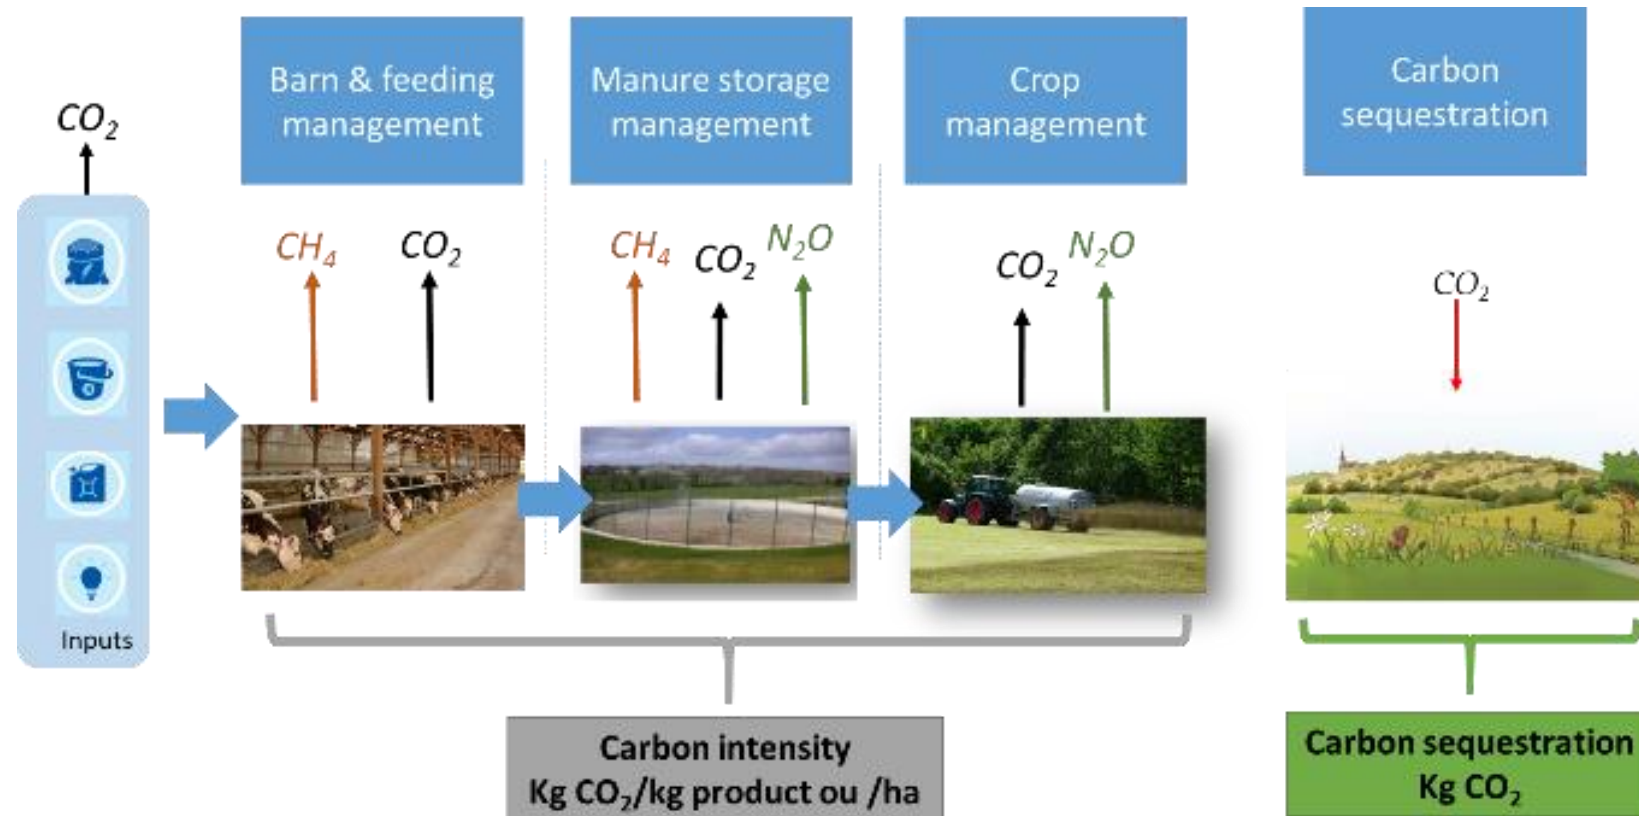 Barn & feeding
management
Manure storage
management
Crop
management
Carbon
sequestration
CO₂
CH₄
CO₂
CH₄
CO₂
N₂O
CO₂
N₂O
CO₂
Inputs
Carbon intensity
Kg CO₂/kg product ou /ha
Carbon sequestration
Kg CO₂